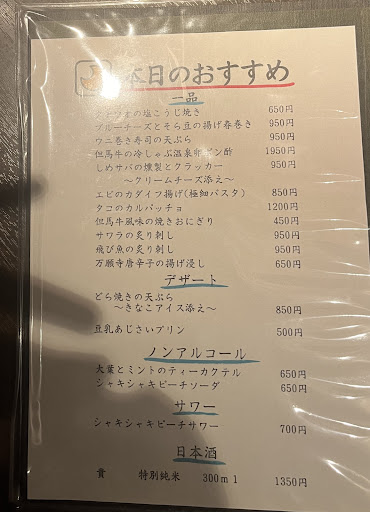 本日のおすすめ
一品
の塩こうじ焼き 650円
ブルーチーズとそら豆の揚げ春巻き 950円
ウニ巻き寿司の天ぷら 950円
但馬牛の冷しゃぶ温泉卵ポン酢 1950円
しめサバの燻製とクラッカー 950円
～クリームチーズ添え～
エビのカダイフ揚げ(極細パスタ) 850円
タコのカルパッチョ 1200円
但馬牛風味の焼きおにぎり 450円
サワラの炙り刺し 950円
飛び魚の炙り刺し 950円
万願寺唐辛子の揚げ浸し 650円
デザート
どら焼きの天ぷら
～きなこアイス添え～ 850円
豆乳あじさいプリン 500円
ノンアルコール
大葉とミントのティーカクテル 650円
シャキシャキピーチソーダ 650円
サワー
シャキシャキピーチサワー 700円
日本酒
貴 特別純米 300ml 1350円